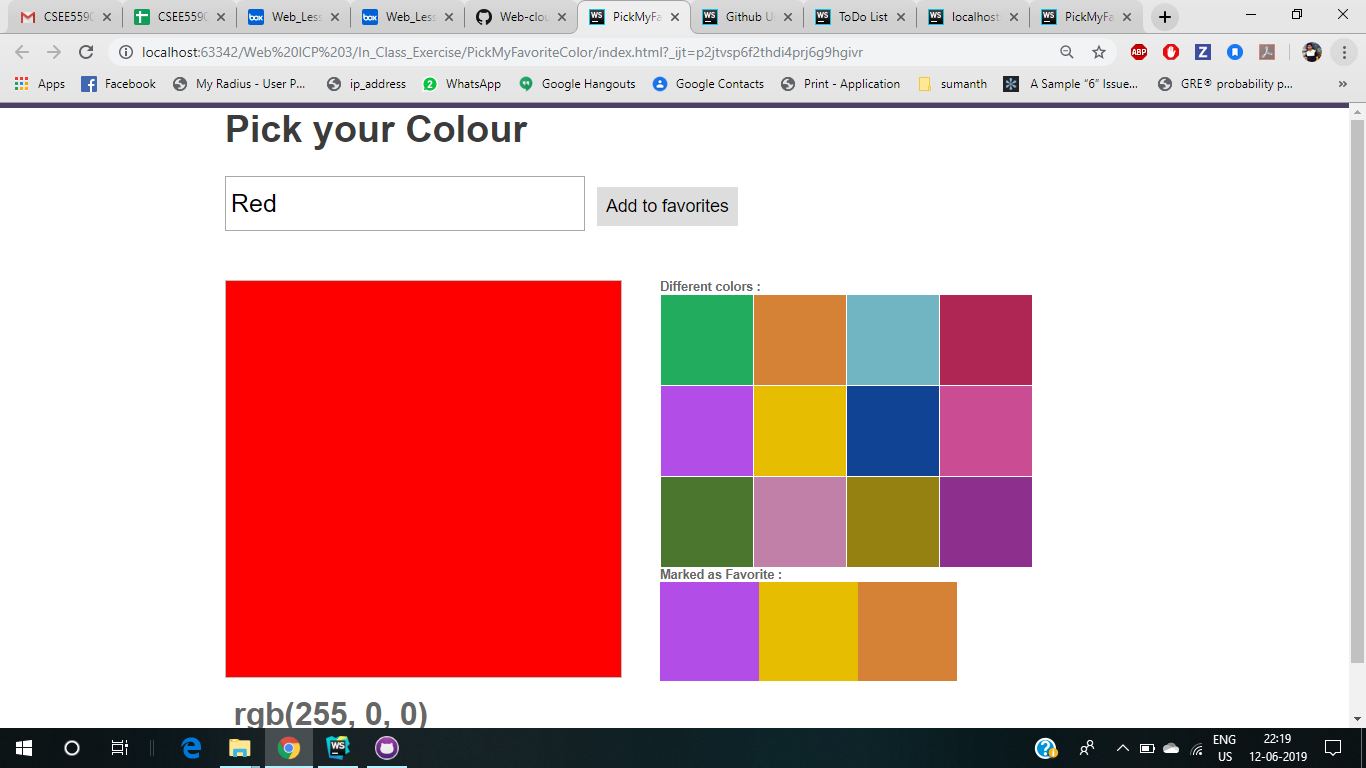 CSEE559
CSEE559
Web_Less
Web_Less
Web-clou
PickMyFa
Github U
ToDo List
localhost
PickMyFa
localhost:63342/Web%20ICP%203/In_Class_Exercise/PickMyFavoriteColor/index.html?_ijt=p2jtvsp6f2thdi4prj6g9hgivr
ABP
Apps
Facebook
My Radius - User P...
ip_address
2
WhatsApp
Google Hangouts
Google Contacts
Print - Application
sumanth
A Sample “6” Issue...
GRE® probability p...
»
Pick your Colour
Red
Add to favorites
Different colors :
Marked as Favorite :
rgb(255, 0, 0)
ENG
US
22:19
12-06-2019